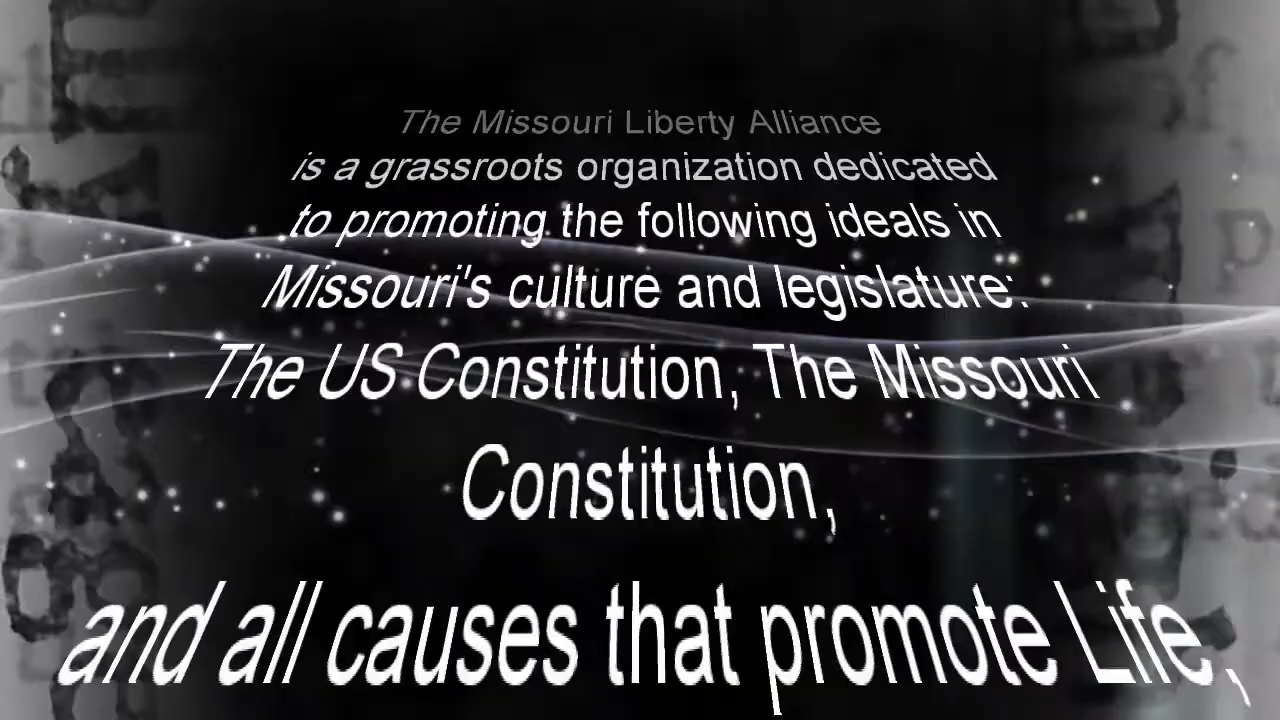 The Missouri Liberty Alliance
is a grassroots organization dedicated
to promoting the following ideals in
Missouri's culture and legislature:
The US Constitution, The Missouri
Constitution,
and all causes that promote Life,